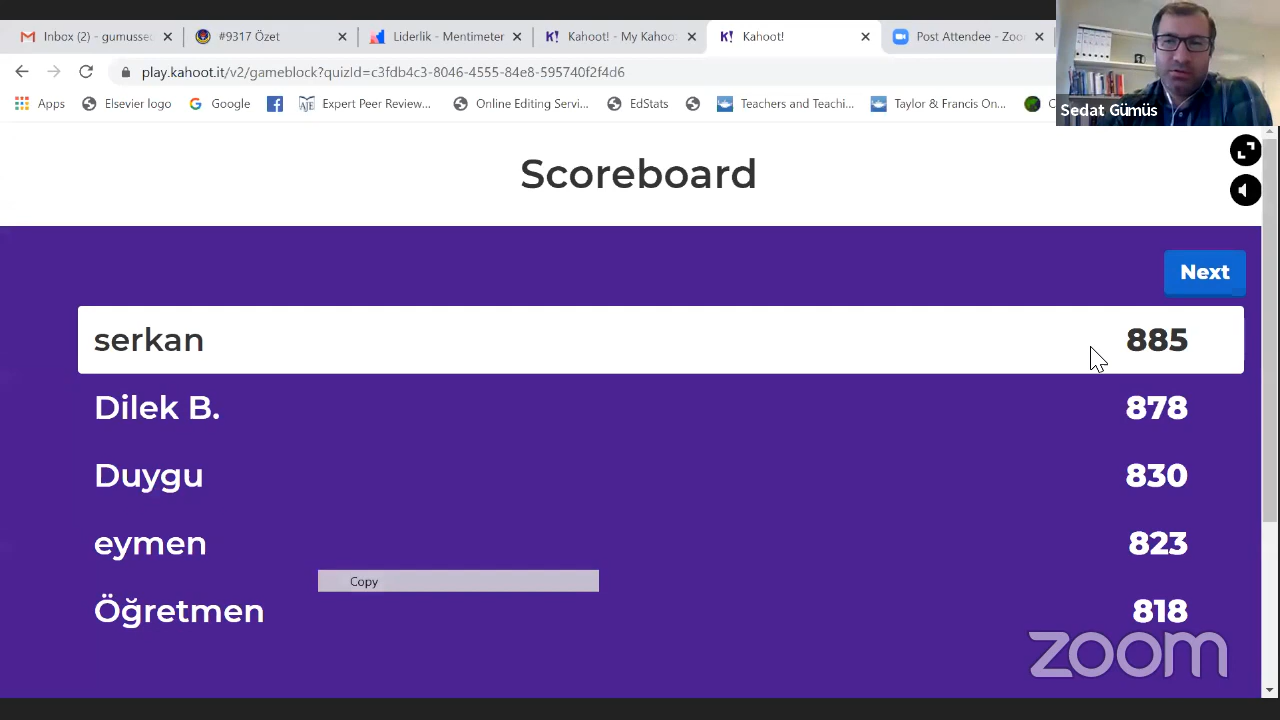 Inbox (2) - gumussec
#9317 Özet
Liderlik - Mentimeter
Kahoot! - My Kahoo
Kahoot!
Post Attendee - Zoo
play.kahoot.it/v2/gameblock?quizId=c3fdb4c3-8046-4555-84e8-595740f2f4d6
Apps
Elsevier logo
Google
Expert Peer Review...
Online Editing Servi...
EdStats
Teachers and Teachi...
Taylor & Francis On...
Sedat Gümüs
Scoreboard
Next
serkan 885
Dilek B. 878
Duygu 830
eymen 823
Copy
Öğretmen 818
zoom